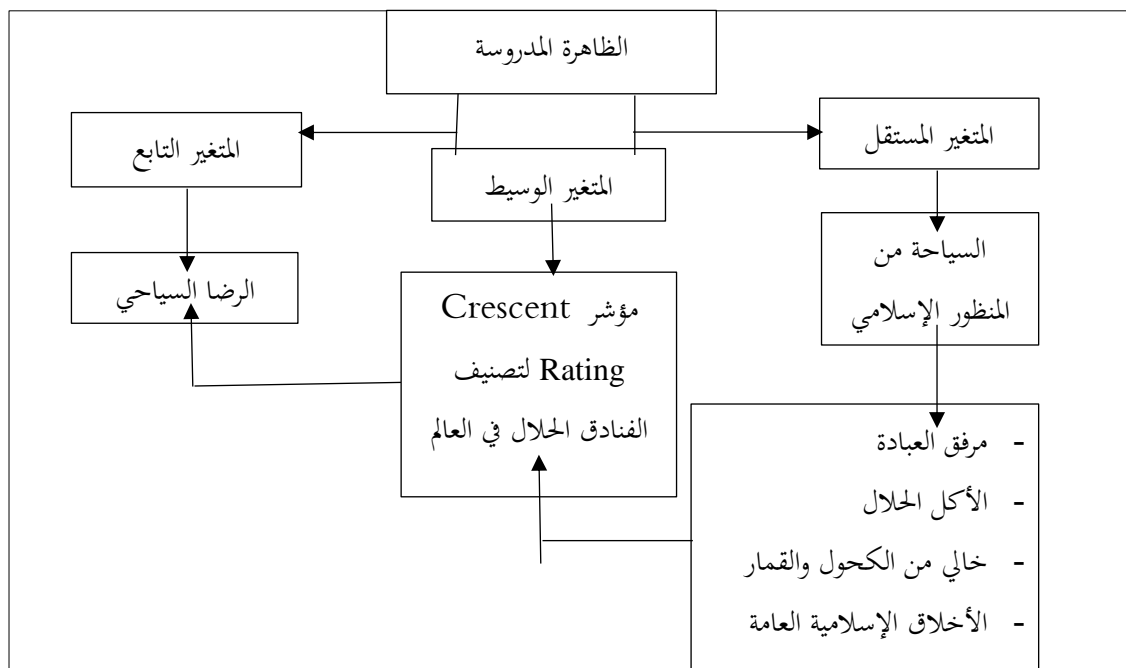 الظاهرة المدروسة
المتغير المستقل
المتغير التابع
المتغير الوسيط
السياحة من
المنظور الإسلامي
الرضا السياحي
مؤشر Crescent
Rating لتصنيف
الفنادق الحلال في العالم
- مرفق العبادة
- الأكل الحلال
- خالي من الكحول والقمار
- الأخلاق الإسلامية العامة